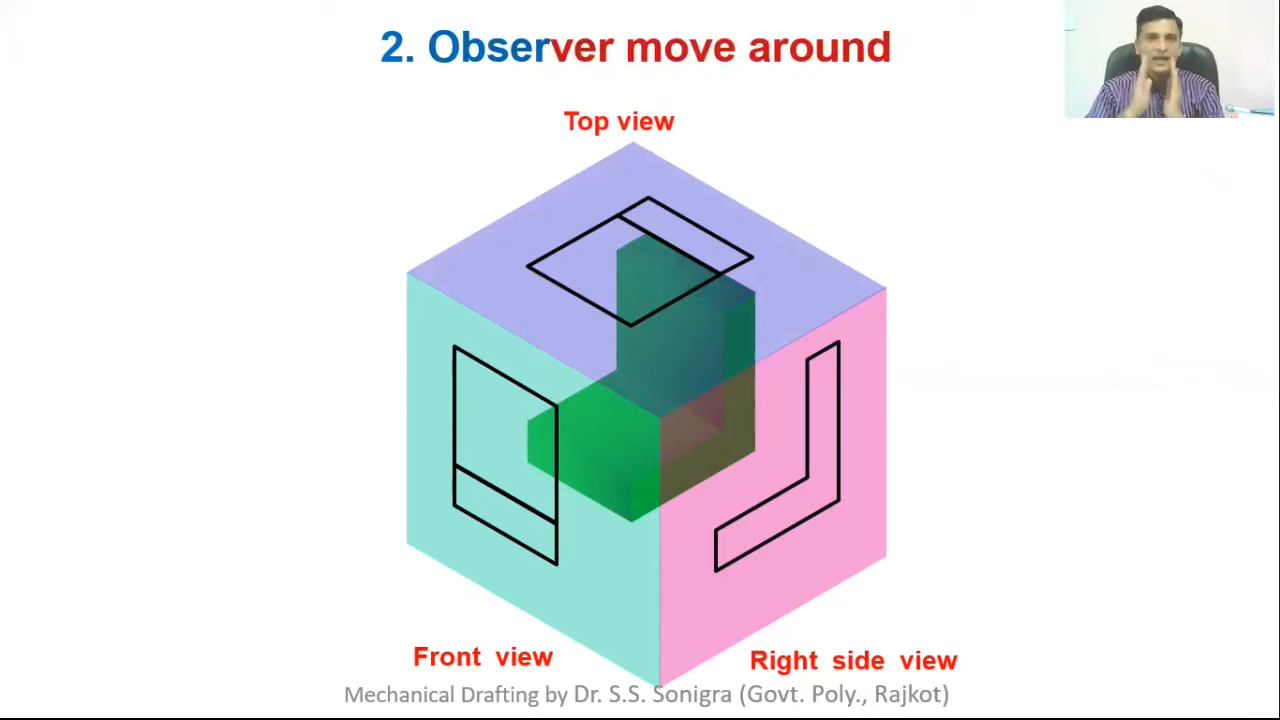 2. Observer move around
Top view
Front view
Right side view
Mechanical Drafting by Dr. S.S. Sonigra (Govt. Poly., Rajkot)